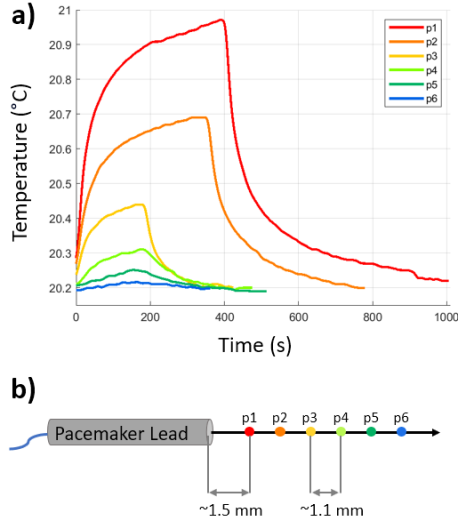 a)
21.1
21
20.9
20.8
20.7
20.6
20.5
20.4
20.3
20.2
Temperature (°C)
p1
p2
p3
p4
p5
p6
0
200
400
600
800
1000
Time (s)
b)
p1 p2 p3 p4 p5 p6
Pacemaker Lead
~1.5 mm
~1.1 mm